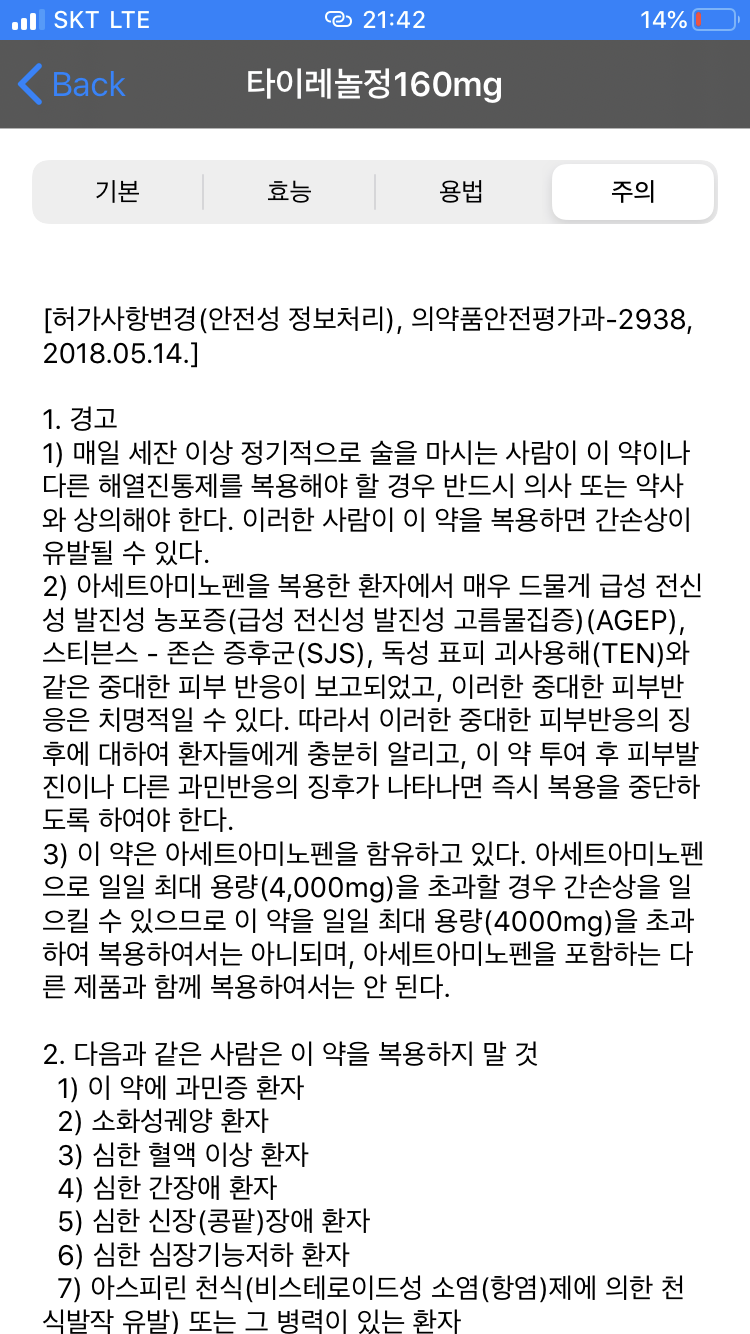 SKT LTE 21:42 14%
Back 타이레놀정160mg
기본 효능 용법 주의
[허가사항변경(안전성 정보처리), 의약품안전평가과-2938,
2018.05.14.]
1. 경고
1) 매일 세잔 이상 정기적으로 술을 마시는 사람이 이 약이나
다른 해열진통제를 복용해야 할 경우 반드시 의사 또는 약사
와 상의해야 한다. 이러한 사람이 이 약을 복용하면 간손상이
유발될 수 있다.
2) 아세트아미노펜을 복용한 환자에서 매우 드물게 급성 전신
성 발진성 농포증(급성 전신성 발진성 고름물집증)(AGEP),
스티븐스 - 존슨 증후군(SJS), 독성 표피 괴사용해(TEN)와
같은 중대한 피부 반응이 보고되었고, 이러한 중대한 피부반
응은 치명적일 수 있다. 따라서 이러한 중대한 피부반응의 징
후에 대하여 환자들에게 충분히 알리고, 이 약 투여 후 피부발
진이나 다른 과민반응의 징후가 나타나면 즉시 복용을 중단하
도록 하여야 한다.
3) 이 약은 아세트아미노펜을 함유하고 있다. 아세트아미노펜
으로 일일 최대 용량(4,000mg)을 초과할 경우 간손상을 일
으킬 수 있으므로 이 약을 일일 최대 용량(4000mg)을 초과
하여 복용하여서는 아니되며, 아세트아미노펜을 포함하는 다
른 제품과 함께 복용하여서는 안 된다.
2. 다음과 같은 사람은 이 약을 복용하지 말 것
1) 이 약에 과민증 환자
2) 소화성궤양 환자
3) 심한 혈액 이상 환자
4) 심한 간장애 환자
5) 심한 신장(콩팥)장애 환자
6) 심한 심장기능저하 환자
7) 아스피린 천식(비스테로이드성 소염(항염)제에 의한 천
식발작 유발) 또는 그 병력이 있는 환자